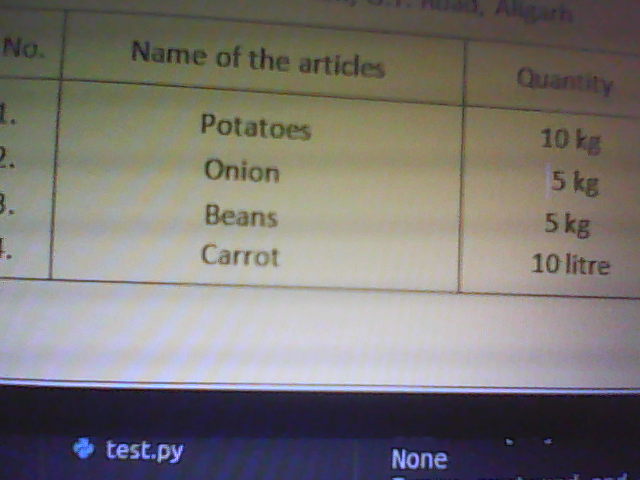 Road, Aligarh
No. Name of the articles Quantity
1. Potatoes 10 kg
2. Onion 5 kg
3. Beans 5 kg
4. Carrot 10 litre
test.py None